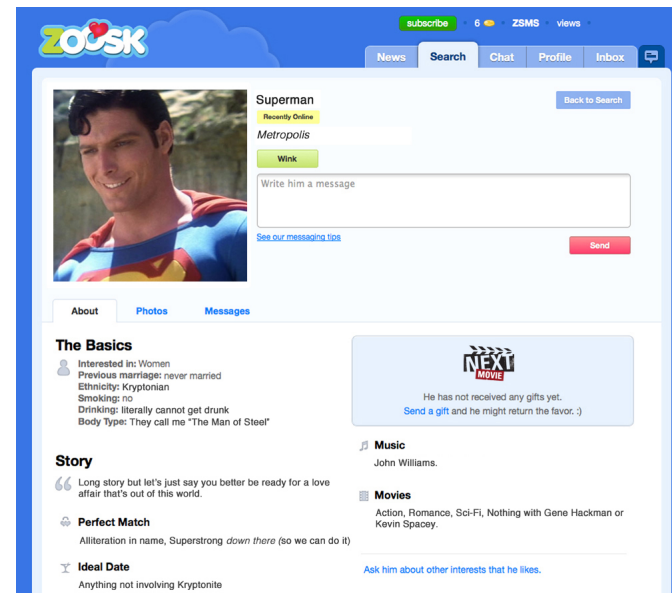 ZOOSK
subscribe 6 ZSMS views
News Search Chat Profile Inbox
Superman
Back to Search
Recently Online
Metropolis
Wink
Write him a message
See our messaging tips
Send
About Photos Messages
The Basics
Interested in: Women
Previous marriage: never married
Ethnicity: Kryptonian
Smoking: no
Drinking: literally cannot get drunk
Body Type: They call me "The Man of Steel"
Story
Long story but let's just say you better be ready for a love
affair that's out of this world.
Perfect Match
Alliteration in name, Superstrong down there (so we can do it)
Ideal Date
Anything not involving Kryptonite
NEXT
MOVIE
He has not received any gifts yet.
Send a gift and he might return the favor. :)
Music
John Williams.
Movies
Action, Romance, Sci-Fi, Nothing with Gene Hackman or
Kevin Spacey.
Ask him about other interests that he likes.